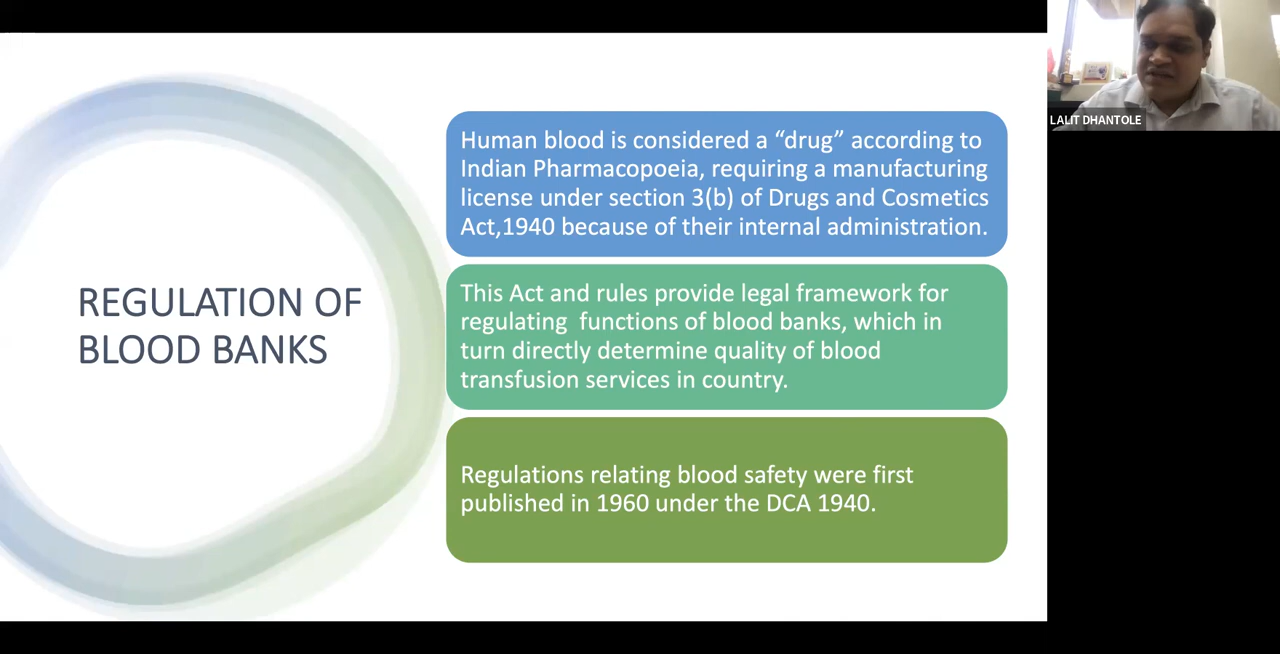 REGULATION OF
BLOOD BANKS
Human blood is considered a “drug” according to
Indian Pharmacopoeia, requiring a manufacturing
license under section 3(b) of Drugs and Cosmetics
Act,1940 because of their internal administration.
This Act and rules provide legal framework for
regulating  functions of blood banks, which in
turn directly determine quality of blood
transfusion services in country.
Regulations relating blood safety were first
published in 1960 under the DCA 1940.
LALIT DHANTOLE